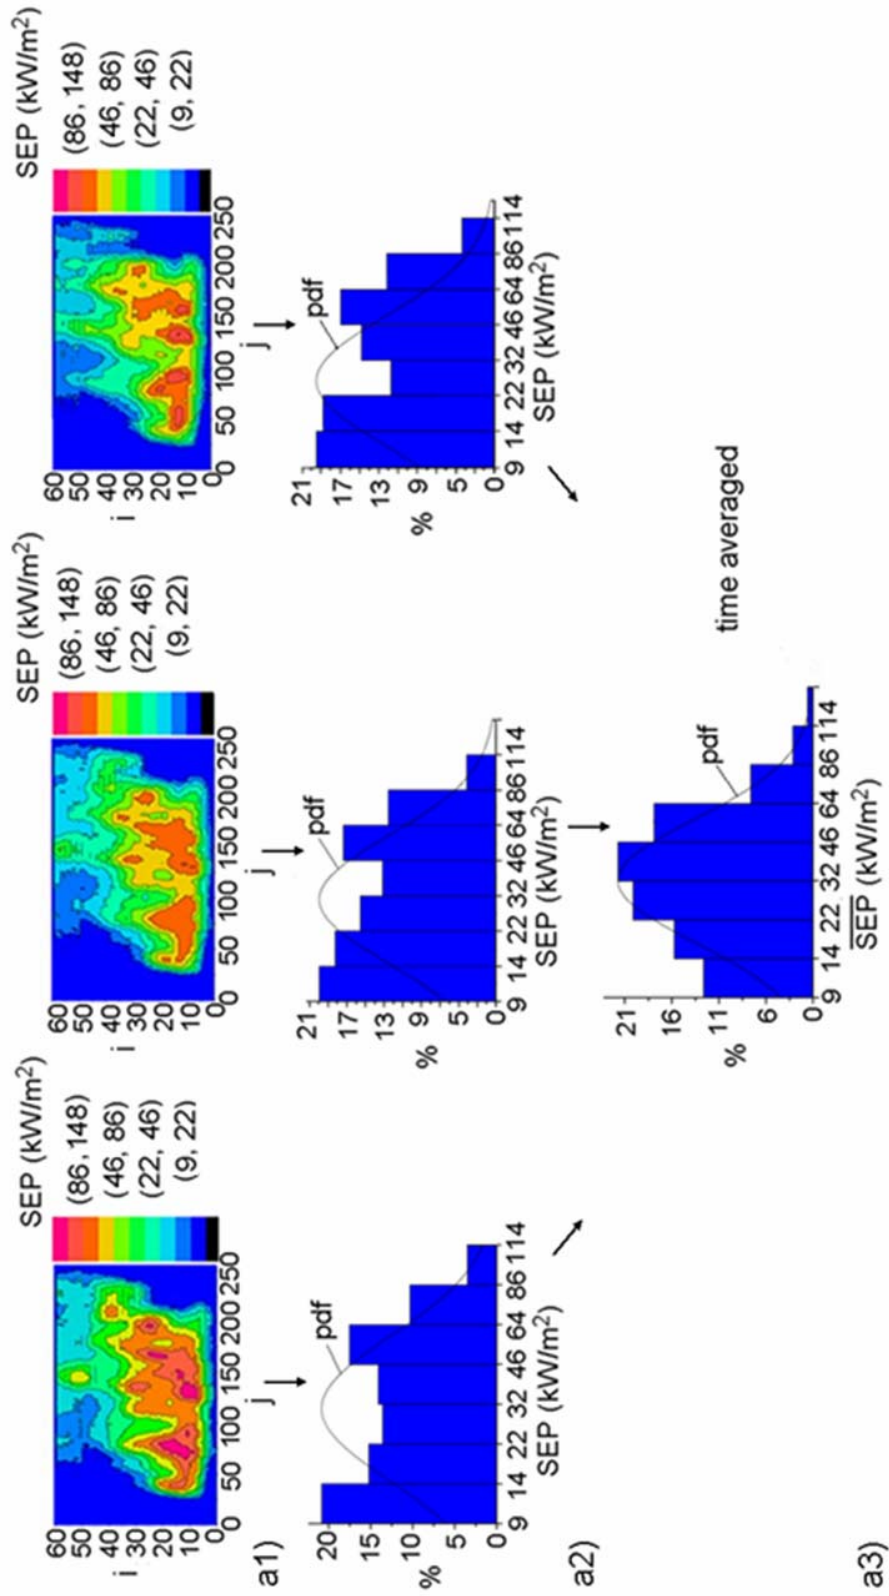 SEP (kW/m2)
(86, 148)
(46, 86)
(22, 46)
(9, 22)
60
50
40
30
20
10
0
i
0 50 100 150 200 250
j
a1)
SEP (kW/m2)
(86, 148)
(46, 86)
(22, 46)
(9, 22)
60
50
40
30
20
10
0
i
0 50 100 150 200 250
j
SEP (kW/m2)
(86, 148)
(46, 86)
(22, 46)
(9, 22)
60
50
40
30
20
10
0
i
0 50 100 150 200 250
j
20
15
10
5
0
%
pdf
9 14 22 32 46 64 86 114
SEP (kW/m2)
a2)
21
17
13
9
5
0
%
pdf
9 14 22 32 46 64 86 114
SEP (kW/m2)
21
17
13
9
5
0
%
pdf
9 14 22 32 46 64 86 114
SEP (kW/m2)
21
16
11
6
0
%
pdf
time averaged
9 14 22 32 46 64 86 114
SEP (kW/m2)
a3)